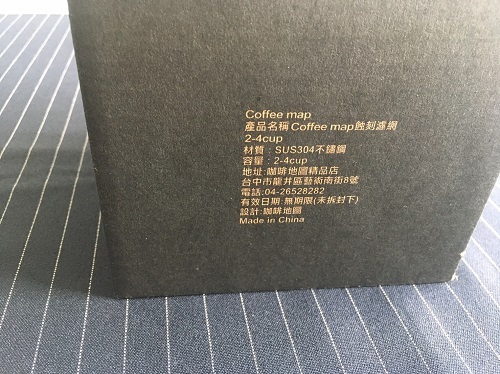 Coffee map
產品名稱 Coffee map蝕刻濾網
2-4cup
材質：SUS304不鏽鋼
容量：2-4cup
地址:咖啡地圖精品店
台中市龍井區藝術南街8號
電話:04-26528282
有效日期:無期限(未拆封下)
設計:咖啡地圖
Made in China